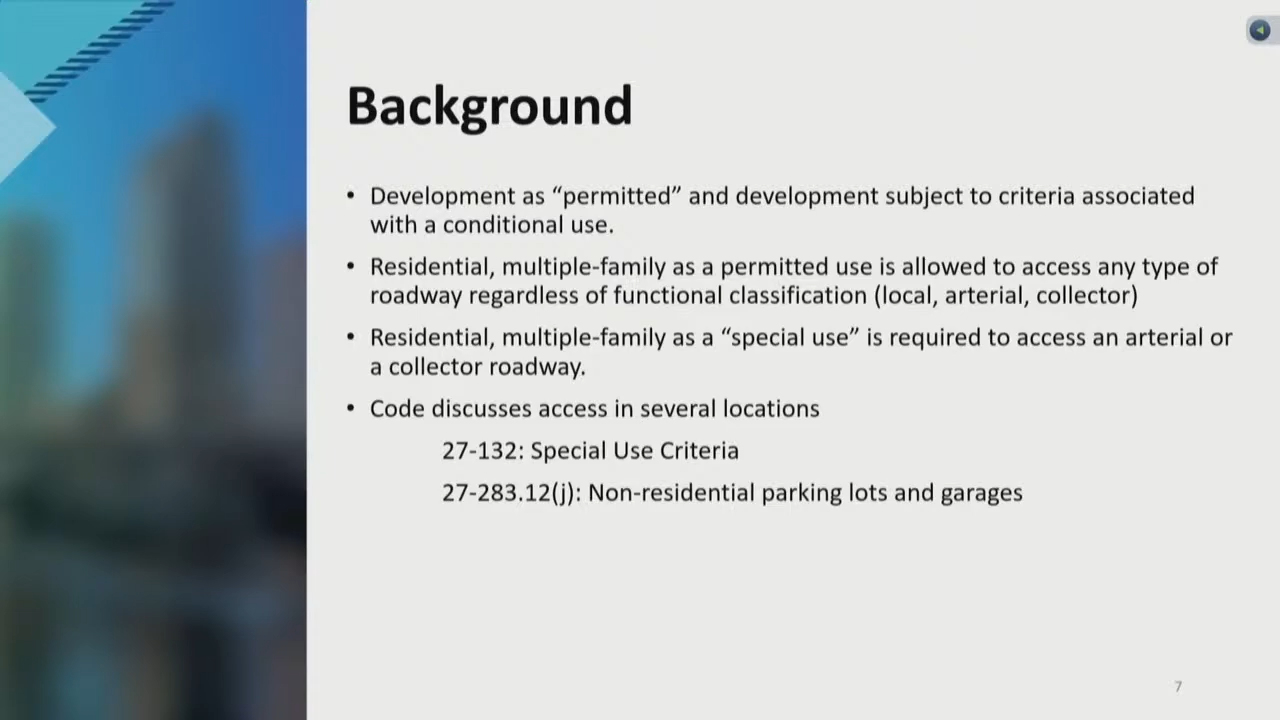 Background
• Development as “permitted” and development subject to criteria associated
with a conditional use.
• Residential, multiple-family as a permitted use is allowed to access any type of
roadway regardless of functional classification (local, arterial, collector)
• Residential, multiple-family as a “special use” is required to access an arterial or
a collector roadway.
• Code discusses access in several locations
27-132: Special Use Criteria
27-283.12(j): Non-residential parking lots and garages
7